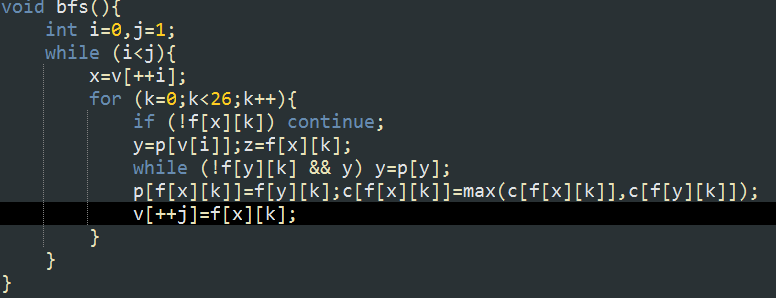 void bfs(){
    int i=0,j=1;
    while (i<j){
        x=v[++i];
        for (k=0;k<26;k++){
            if (!f[x][k]) continue;
            y=p[v[i]];z=f[x][k];
            while (!f[y][k] && y) y=p[y];
            p[f[x][k]]=f[y][k];c[f[x][k]]=max(c[f[x][k]],c[f[y][k]]);
            v[++j]=f[x][k];
        }
    }
}